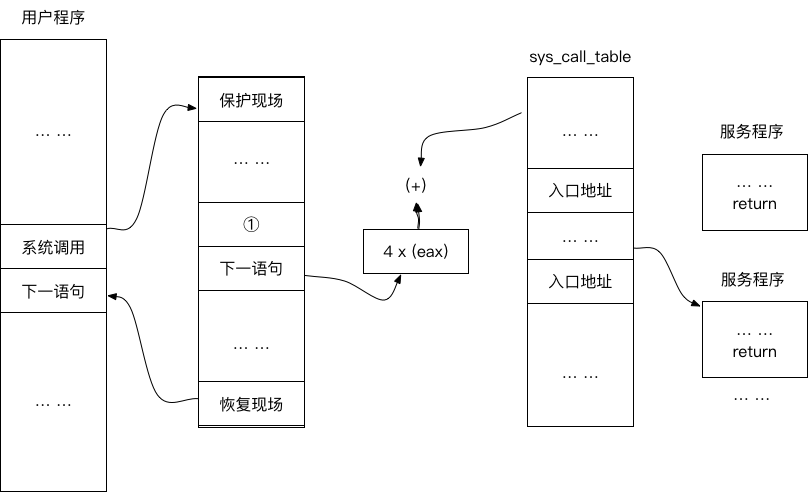 用户程序
… …
系统调用
下一语句
… …
保护现场
… …
①
下一语句
… …
恢复现场
(+)
4 x (eax)
sys_call_table
… …
入口地址
… …
入口地址
… …
服务程序
… …
return
服务程序
… …
return
… …